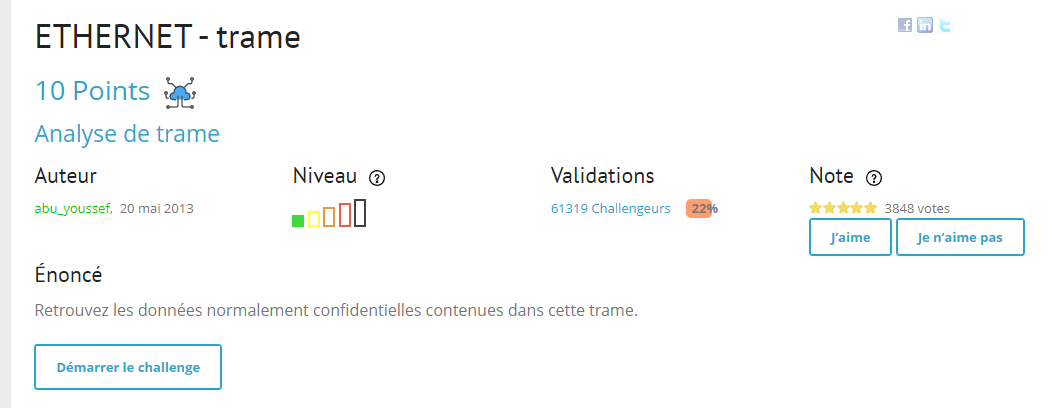 ETHERNET - trame
10 Points
Analyse de trame
Auteur Niveau Validations Note
abu_youssef, 20 mai 2013 61319 Challengeurs 22% 3848 votes
J'aime Je n'aime pas
Énoncé
Retrouvez les données normalement confidentielles contenues dans cette trame.
Démarrer le challenge